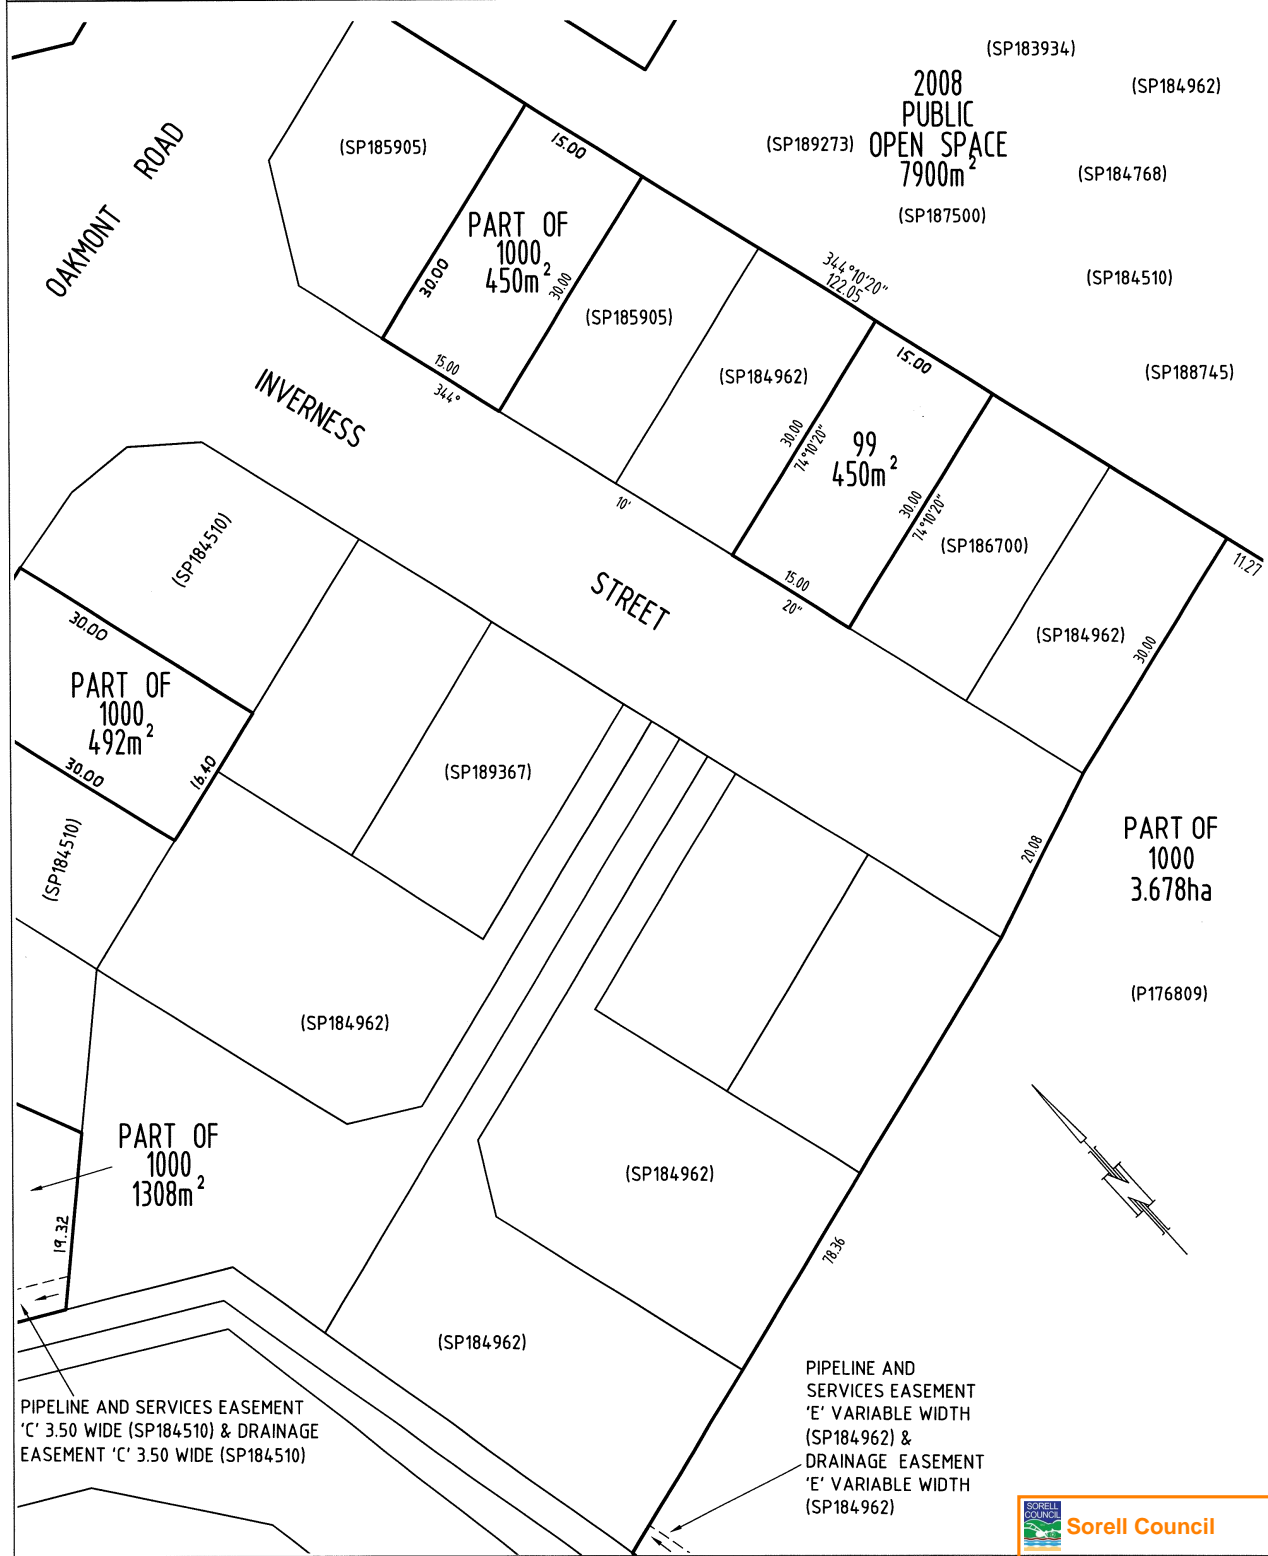 (SP183934)
2008
PUBLIC
OPEN SPACE
7900m²
(SP184962)
(SP189273)
(SP184768)
(SP187500)
(SP184510)
(SP188745)
OAKMONT ROAD
(SP185905)
15.00
PART OF
1000
450m²
30.00
30.00
(SP185905)
344°10'20"
122.05
15.00
344°
(SP184962)
15.00
30.00
74°10'20"
99
450m²
30.00
74°10'20"
(SP186700)
INVERNESS
10'
STREET
15.00
20"
11.27
(SP184962)
30.00
(SP184510)
30.00
PART OF
1000
492m²
30.00
16.40
(SP189367)
(SP184510)
20.08
PART OF
1000
3.678ha
(P176809)
(SP184962)
PART OF
1000
1308m²
19.32
(SP184962)
78.36
(SP184962)
PIPELINE AND SERVICES EASEMENT
'C' 3.50 WIDE (SP184510) & DRAINAGE
EASEMENT 'C' 3.50 WIDE (SP184510)
PIPELINE AND
SERVICES EASEMENT
'E' VARIABLE WIDTH
(SP184962) &
DRAINAGE EASEMENT
'E' VARIABLE WIDTH
(SP184962)
SORELL
COUNCIL
Sorell Council
N